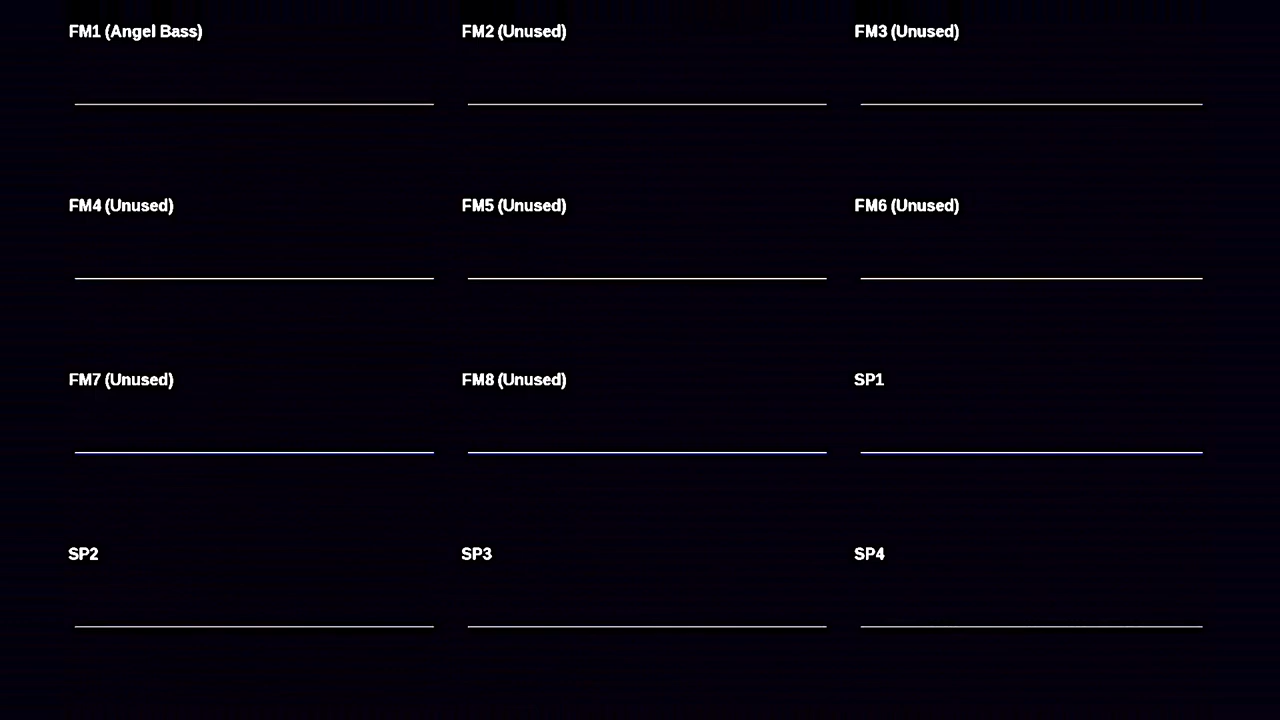 FM1 (Angel Bass)
FM2 (Unused)
FM3 (Unused)
FM4 (Unused)
FM5 (Unused)
FM6 (Unused)
FM7 (Unused)
FM8 (Unused)
SP1
SP2
SP3
SP4